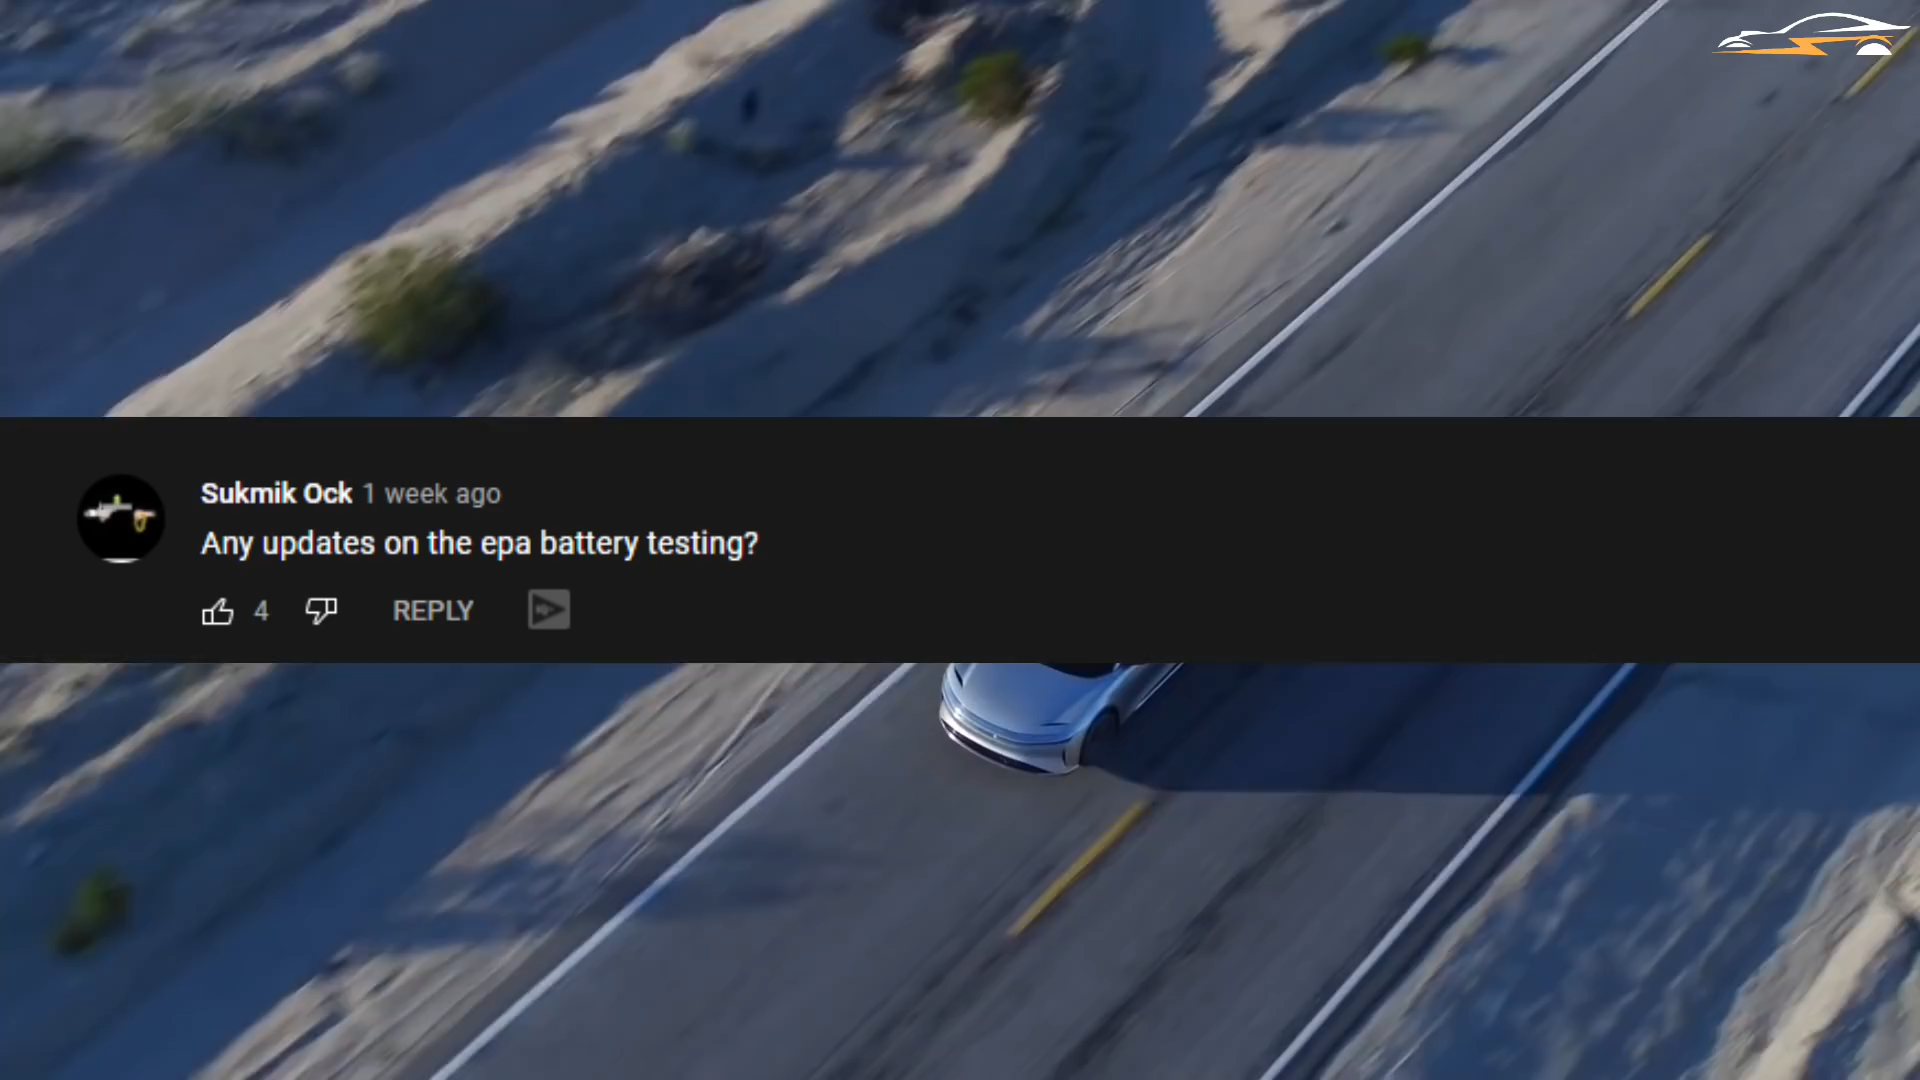 Sukmik Ock 1 week ago
Any updates on the epa battery testing?
4 REPLY